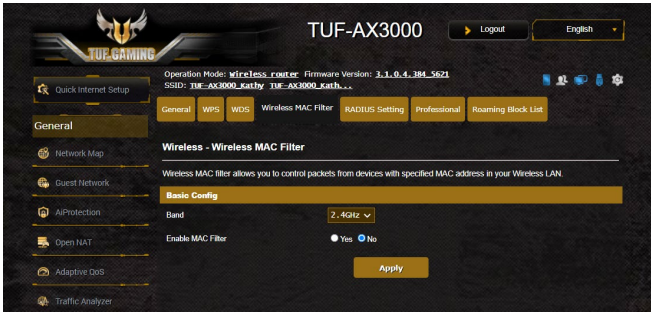 TUF-AX3000
Logout
English
TUF GAMING
Operation Mode: Wireless router Firmware Version: 3.1.0.4.384_5621
SSID: TUF-AX3000_Kathy TUF-AX3000_Kath...
Quick Internet Setup
General WPS WDS Wireless MAC Filter RADIUS Setting Professional Roaming Block List
General
Network Map
Guest Network
AiProtection
Open NAT
Adaptive QoS
Traffic Analyzer
Wireless - Wireless MAC Filter
Wireless MAC filter allows you to control packets from devices with specified MAC address in your Wireless LAN.
Basic Config
Band 2.4GHz
Enable MAC Filter Yes No
Apply